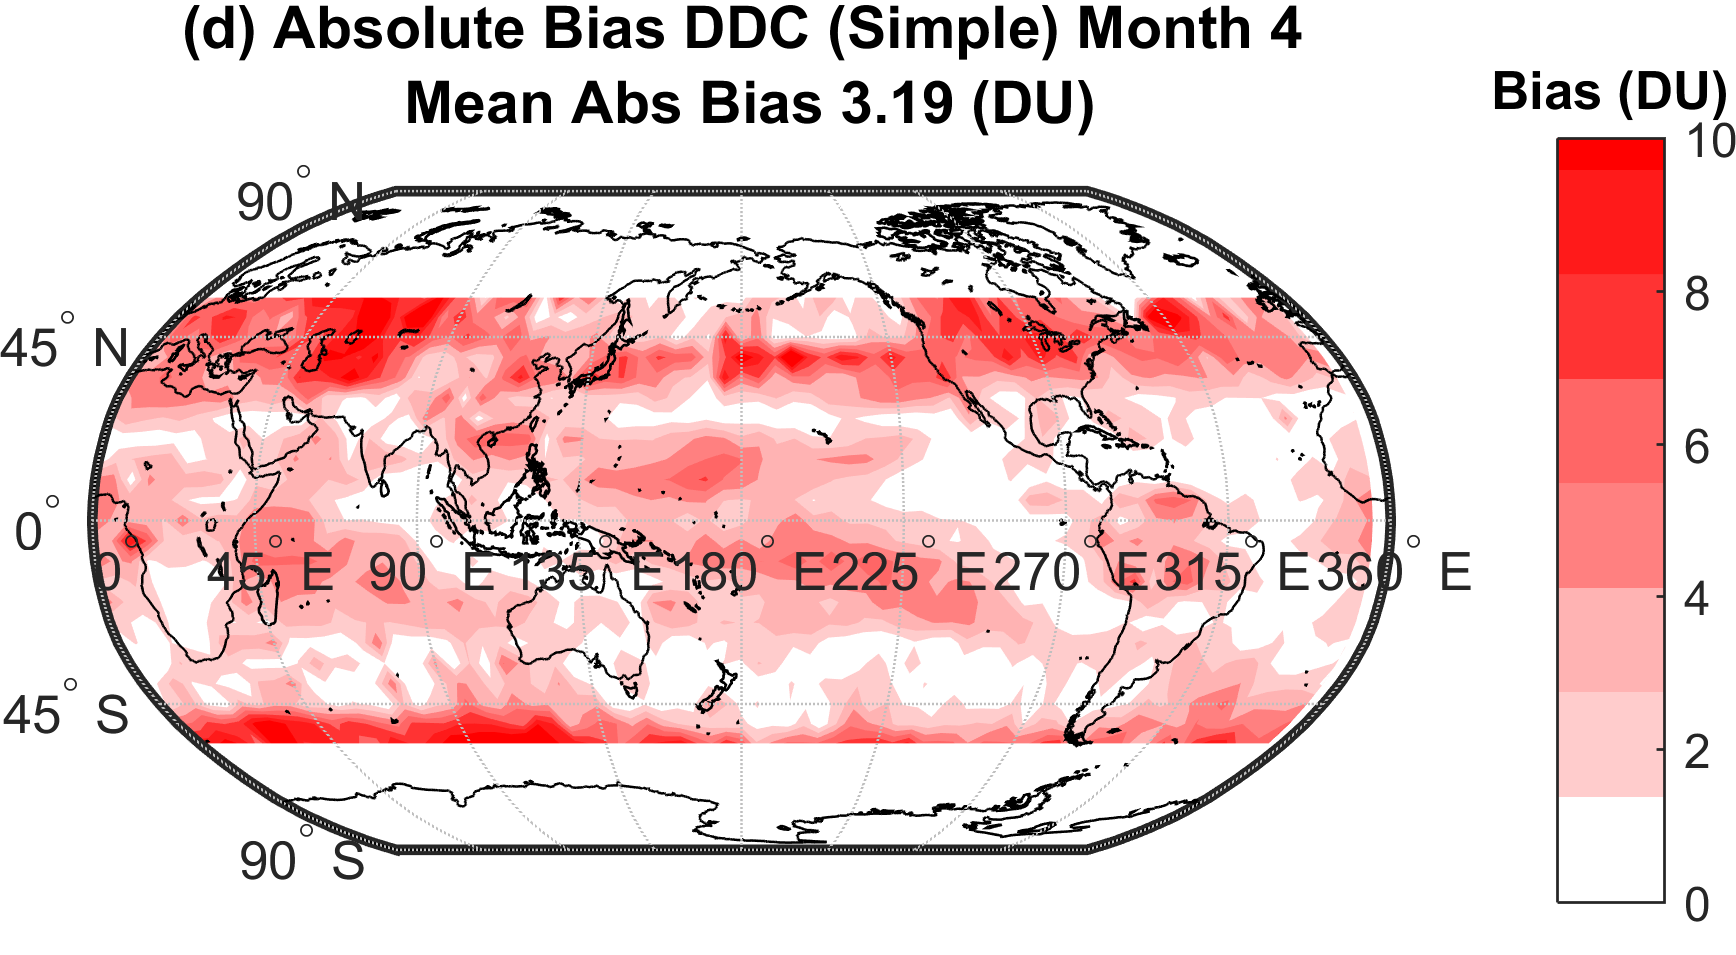 (d) Absolute Bias DDC (Simple) Month 4
Mean Abs Bias 3.19 (DU)
Bias (DU)
10
8
6
4
2
0
90° N
45° N
0°
45° S
90° S
0° 45° E 90° E 135° E 180° E 225° E 270° E 315° E 360° E